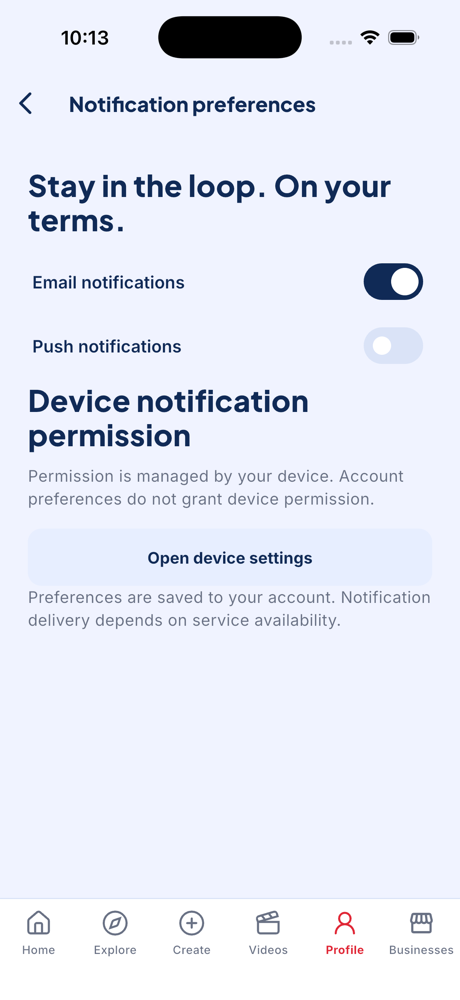 10:13
Notification preferences
Stay in the loop. On your
terms.
Email notifications
Push notifications
Device notification
permission
Permission is managed by your device. Account
preferences do not grant device permission.
Open device settings
Preferences are saved to your account. Notification
delivery depends on service availability.
Home Explore Create Videos Profile Businesses